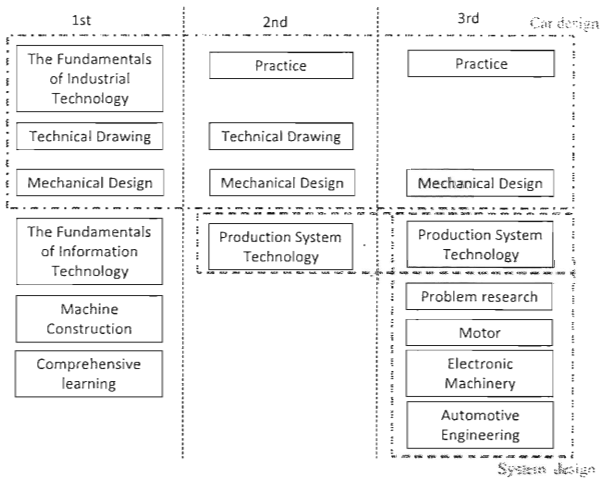 1st 2nd 3rd
Car design
The Fundamentals
of Industrial
Technology
Practice
Practice
Technical Drawing
Technical Drawing
Mechanical Design
Mechanical Design
Mechanical Design
The Fundamentals
of Information
Technology
Production System
Technology
Production System
Technology
Machine
Construction
Comprehensive
learning
Problem research
Motor
Electronic
Machinery
Automotive
Engineering
System design